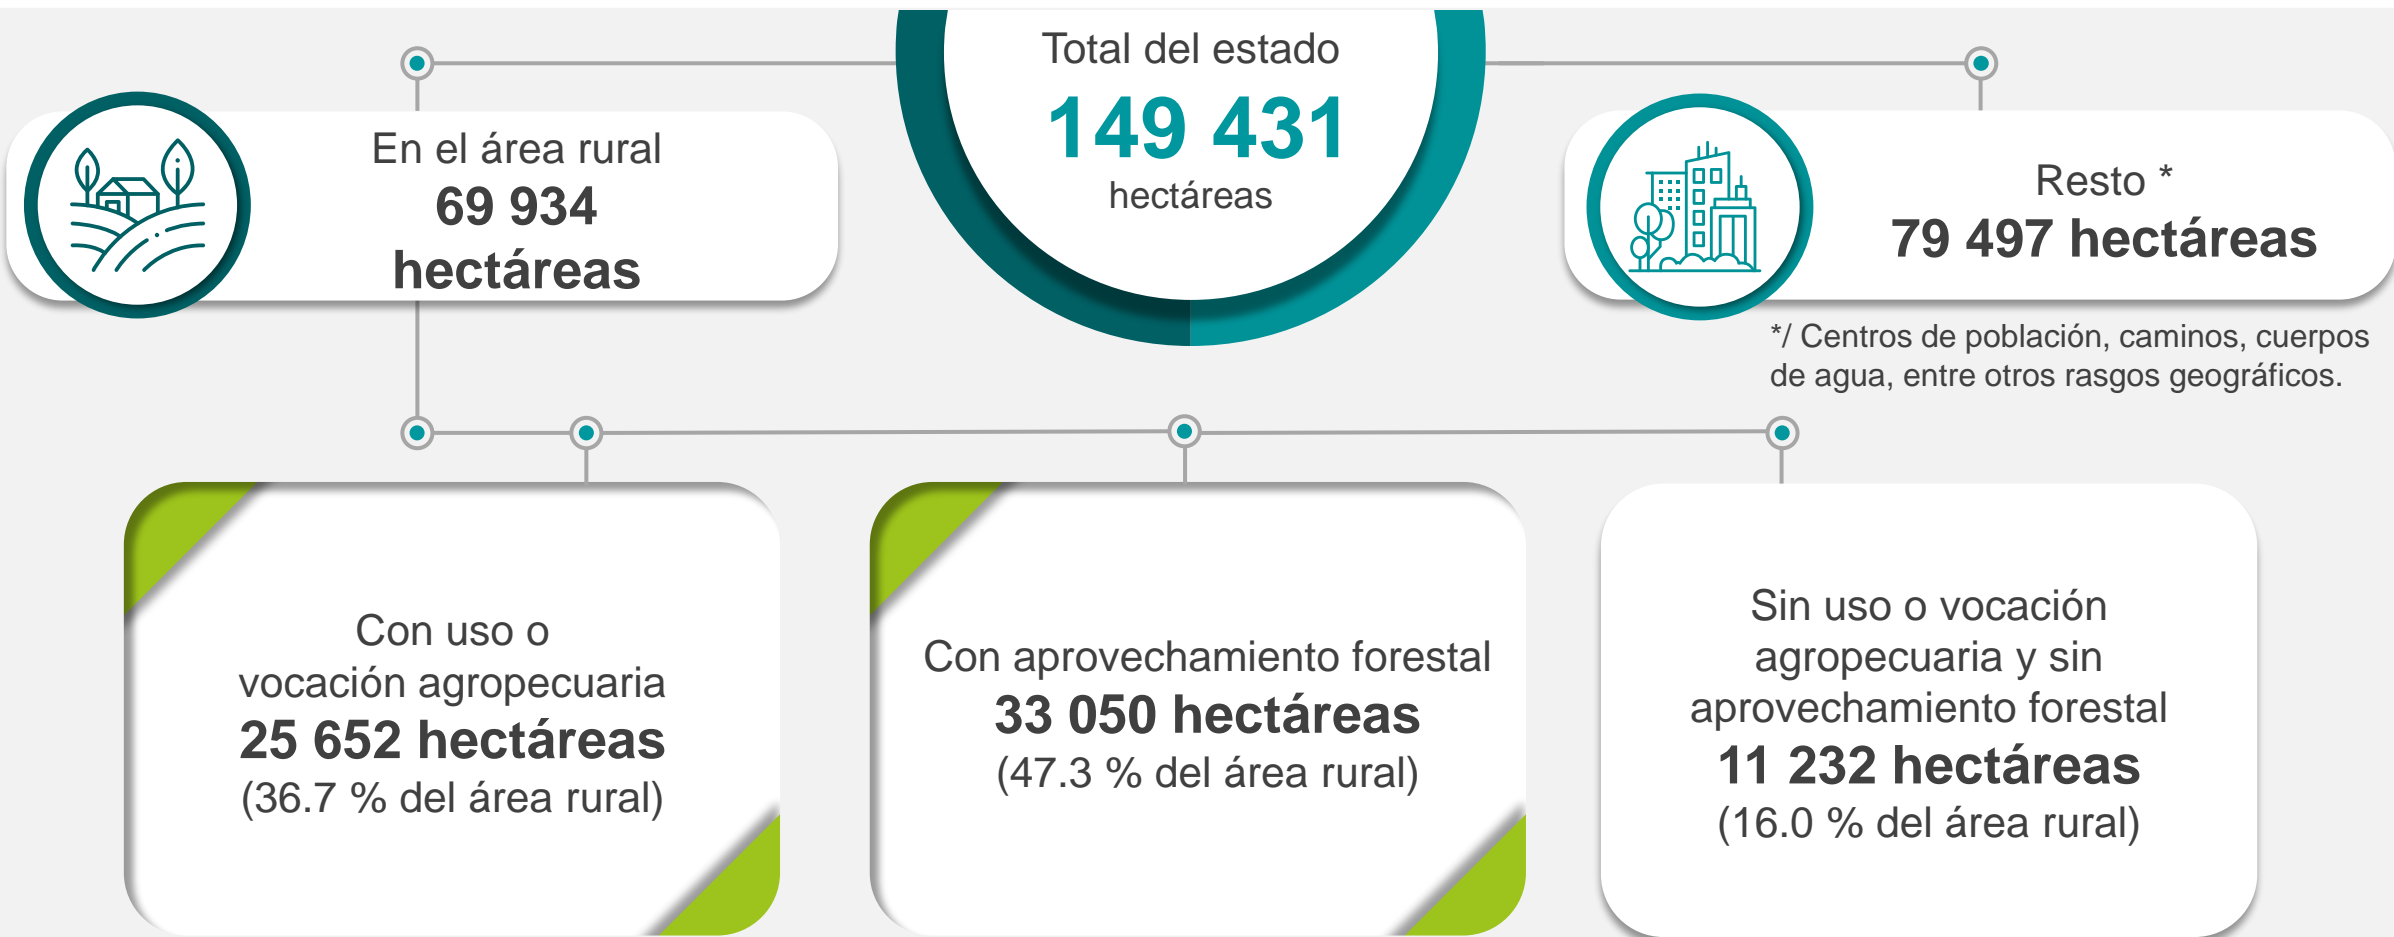 Total del estado
149 431
hectáreas
En el área rural
69 934
hectáreas
Resto *
79 497 hectáreas
*/ Centros de población, caminos, cuerpos
de agua, entre otros rasgos geográficos.
Con uso o
vocación agropecuaria
25 652 hectáreas
(36.7 % del área rural)
Con aprovechamiento forestal
33 050 hectáreas
(47.3 % del área rural)
Sin uso o vocación
agropecuaria y sin
aprovechamiento forestal
11 232 hectáreas
(16.0 % del área rural)